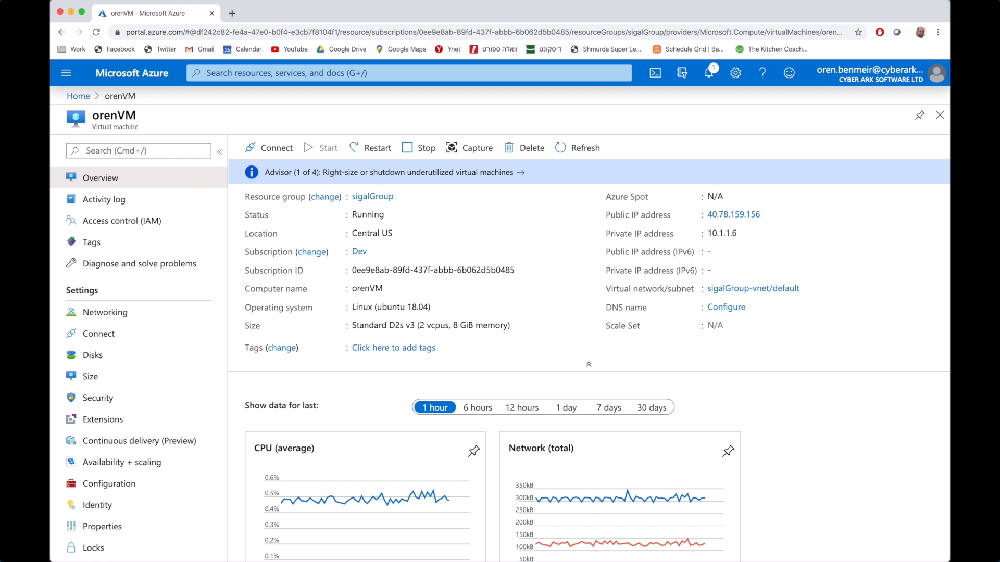 orenVM - Microsoft Azure
portal.azure.com/#@df242c82-fe4a-47e0-b0f4-e3cb7f8104f1/resource/subscriptions/0ee9e8ab-89fd-437f-abbb-6b062d5b0485/resourceGroups/sigalGroup/providers/Microsoft.Compute/virtualMachines/oren...
Work Facebook Twitter Gmail 26 Calendar YouTube Google Drive Google Maps y Ynet וואלה ספורט דיסקונט Shmurda Super Le... Schedule Grid | Ba... The Kitchen Coach...
Microsoft Azure
Search resources, services, and docs (G+/)
1
oren.benmeir@cyberark...
CYBER ARK SOFTWARE LTD
Home > orenVM
orenVM
Virtual machine
Search (Cmd+/)
«
Overview
Activity log
Access control (IAM)
Tags
Diagnose and solve problems
Settings
Networking
Connect
Disks
Size
Security
Extensions
Continuous delivery (Preview)
Availability + scaling
Configuration
Identity
Properties
Locks
Connect Start Restart Stop Capture Delete Refresh
Advisor (1 of 4): Right-size or shutdown underutilized virtual machines →
Resource group (change) : sigalGroup
Status : Running
Location : Central US
Subscription (change) : Dev
Subscription ID : 0ee9e8ab-89fd-437f-abbb-6b062d5b0485
Computer name : orenVM
Operating system : Linux (ubuntu 18.04)
Size : Standard D2s v3 (2 vcpus, 8 GiB memory)
Tags (change) : Click here to add tags
Azure Spot : N/A
Public IP address : 40.78.159.156
Private IP address : 10.1.1.6
Public IP address (IPv6) : -
Private IP address (IPv6) : -
Virtual network/subnet : sigalGroup-vnet/default
DNS name : Configure
Scale Set : N/A
Show data for last:
1 hour 6 hours 12 hours 1 day 7 days 30 days
CPU (average)
0.6%
0.5%
0.4%
0.3%
0.2%
0.1%
Network (total)
350kB
300kB
250kB
200kB
150kB
100kB
50kB